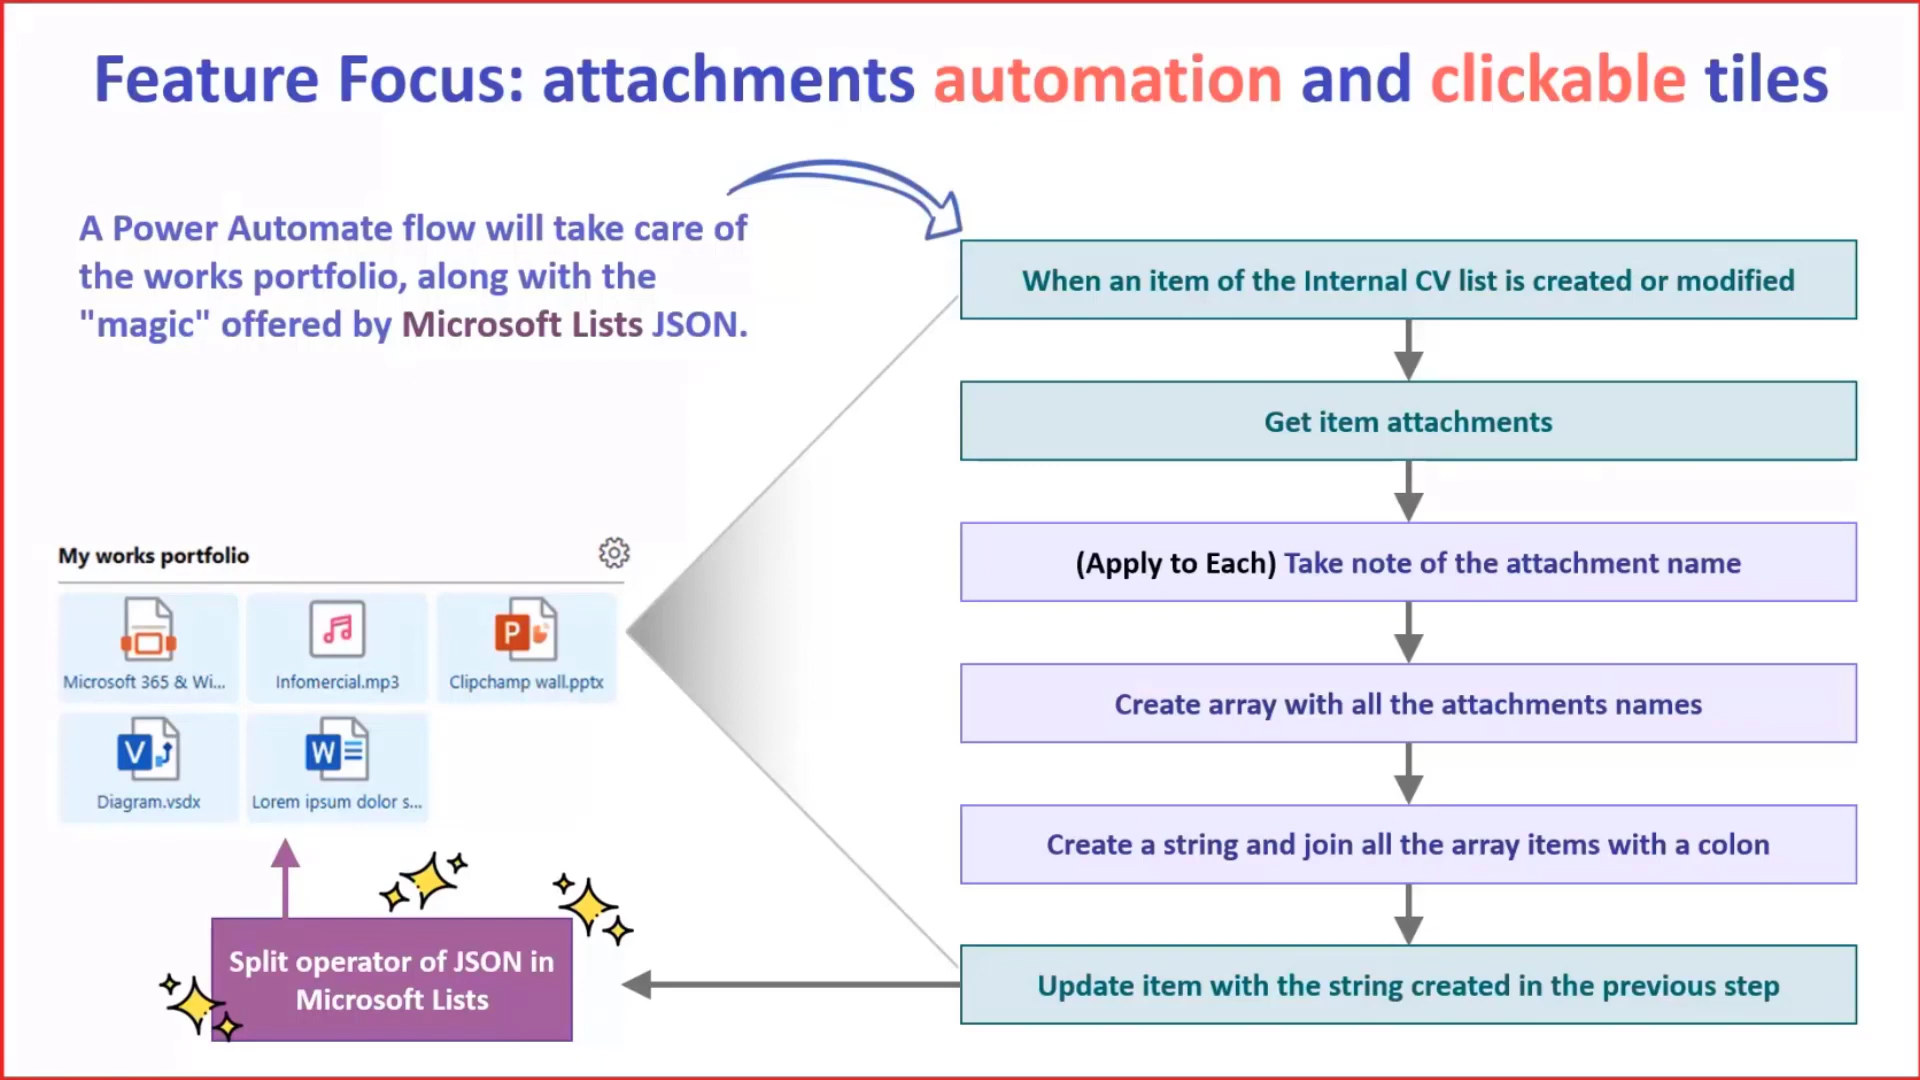 Feature Focus: attachments automation and clickable tiles
A Power Automate flow will take care of
the works portfolio, along with the
"magic" offered by Microsoft Lists JSON.
When an item of the Internal CV list is created or modified
Get item attachments
(Apply to Each) Take note of the attachment name
Create array with all the attachments names
Create a string and join all the array items with a colon
Update item with the string created in the previous step
My works portfolio
Microsoft 365 & Wi...
Infomercial.mp3
P
Clipchamp wall.pptx
V
Diagram.vsdx
W
Lorem ipsum dolor s...
Split operator of JSON in
Microsoft Lists